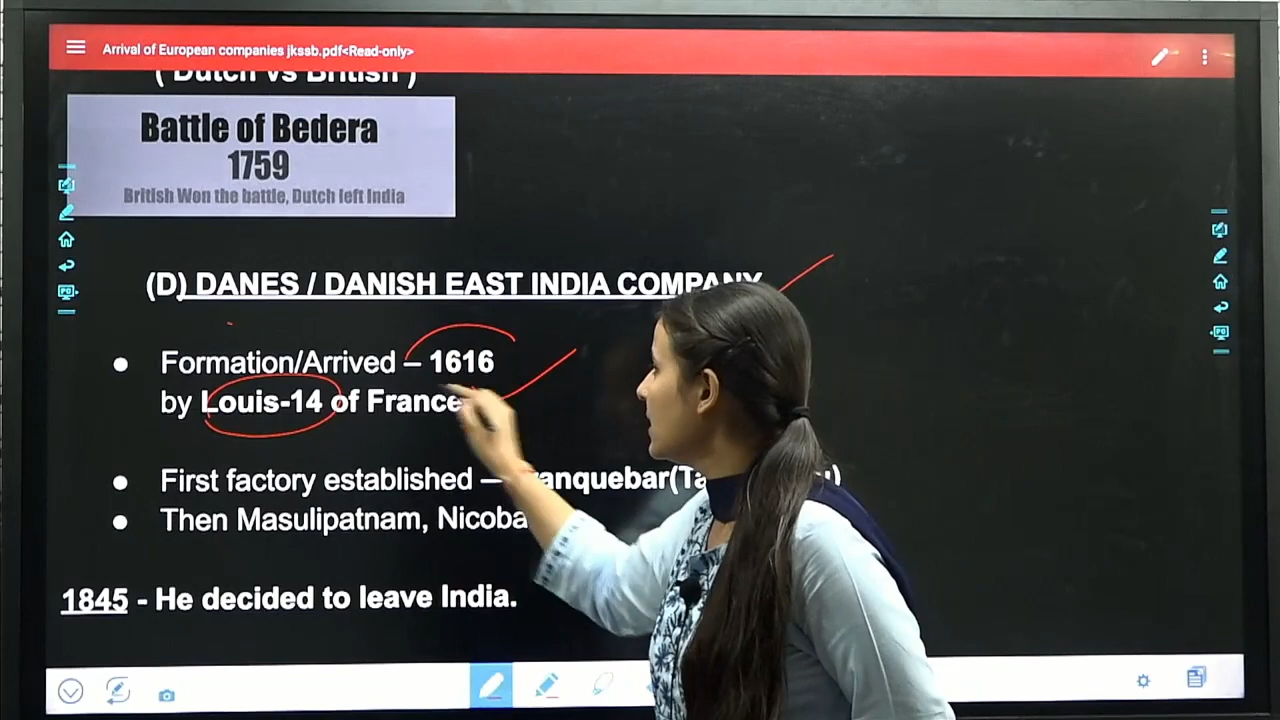 Arrival of European companies jkssb.pdf<Read-only>
( Dutch vs British )
Battle of Bedera
1759
British Won the battle, Dutch left India
(D) DANES / DANISH EAST INDIA COMPANY
Formation/Arrived – 1616
by Louis-14 of France
First factory established –
Then Masulipatnam,
1845 - He decided to leave India.